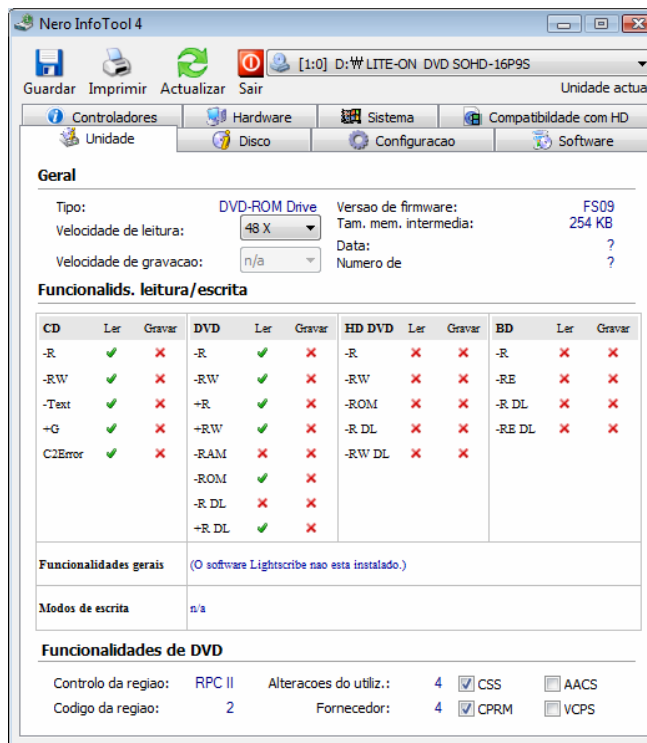 Nero InfoTool 4
Guardar Imprimir Actualizar Sair [1:0] D:₩ LITE-ON DVD SOHD-16P9S
Unidade actua
Controladores Hardware Sistema Compatibildade com HD
Unidade Disco Configuracao Software
Geral
Tipo: DVD-ROM Drive Versao de firmware: FS09
Velocidade de leitura: 48 X Tam. mem. intermedia: 254 KB
Data: ?
Velocidade de gravacao: n/a Numero de ?
Funcionalids. leitura/escrita
CD Ler Gravar DVD Ler Gravar HD DVD Ler Gravar BD Ler Gravar
-R -R -R -R
-RW -RW -RW -RE
-Text +R -ROM -R DL
+G +RW -R DL -RE DL
C2Error -RAM -RW DL
-ROM
-R DL
+R DL
Funcionalidades gerais (O software Lightscribe nao esta instalado.)
Modos de escrita n/a
Funcionalidades de DVD
Controlo da regiao: RPC II Alteracoes do utiliz.: 4 CSS AACS
Codigo da regiao: 2 Fornecedor: 4 CPRM VCPS